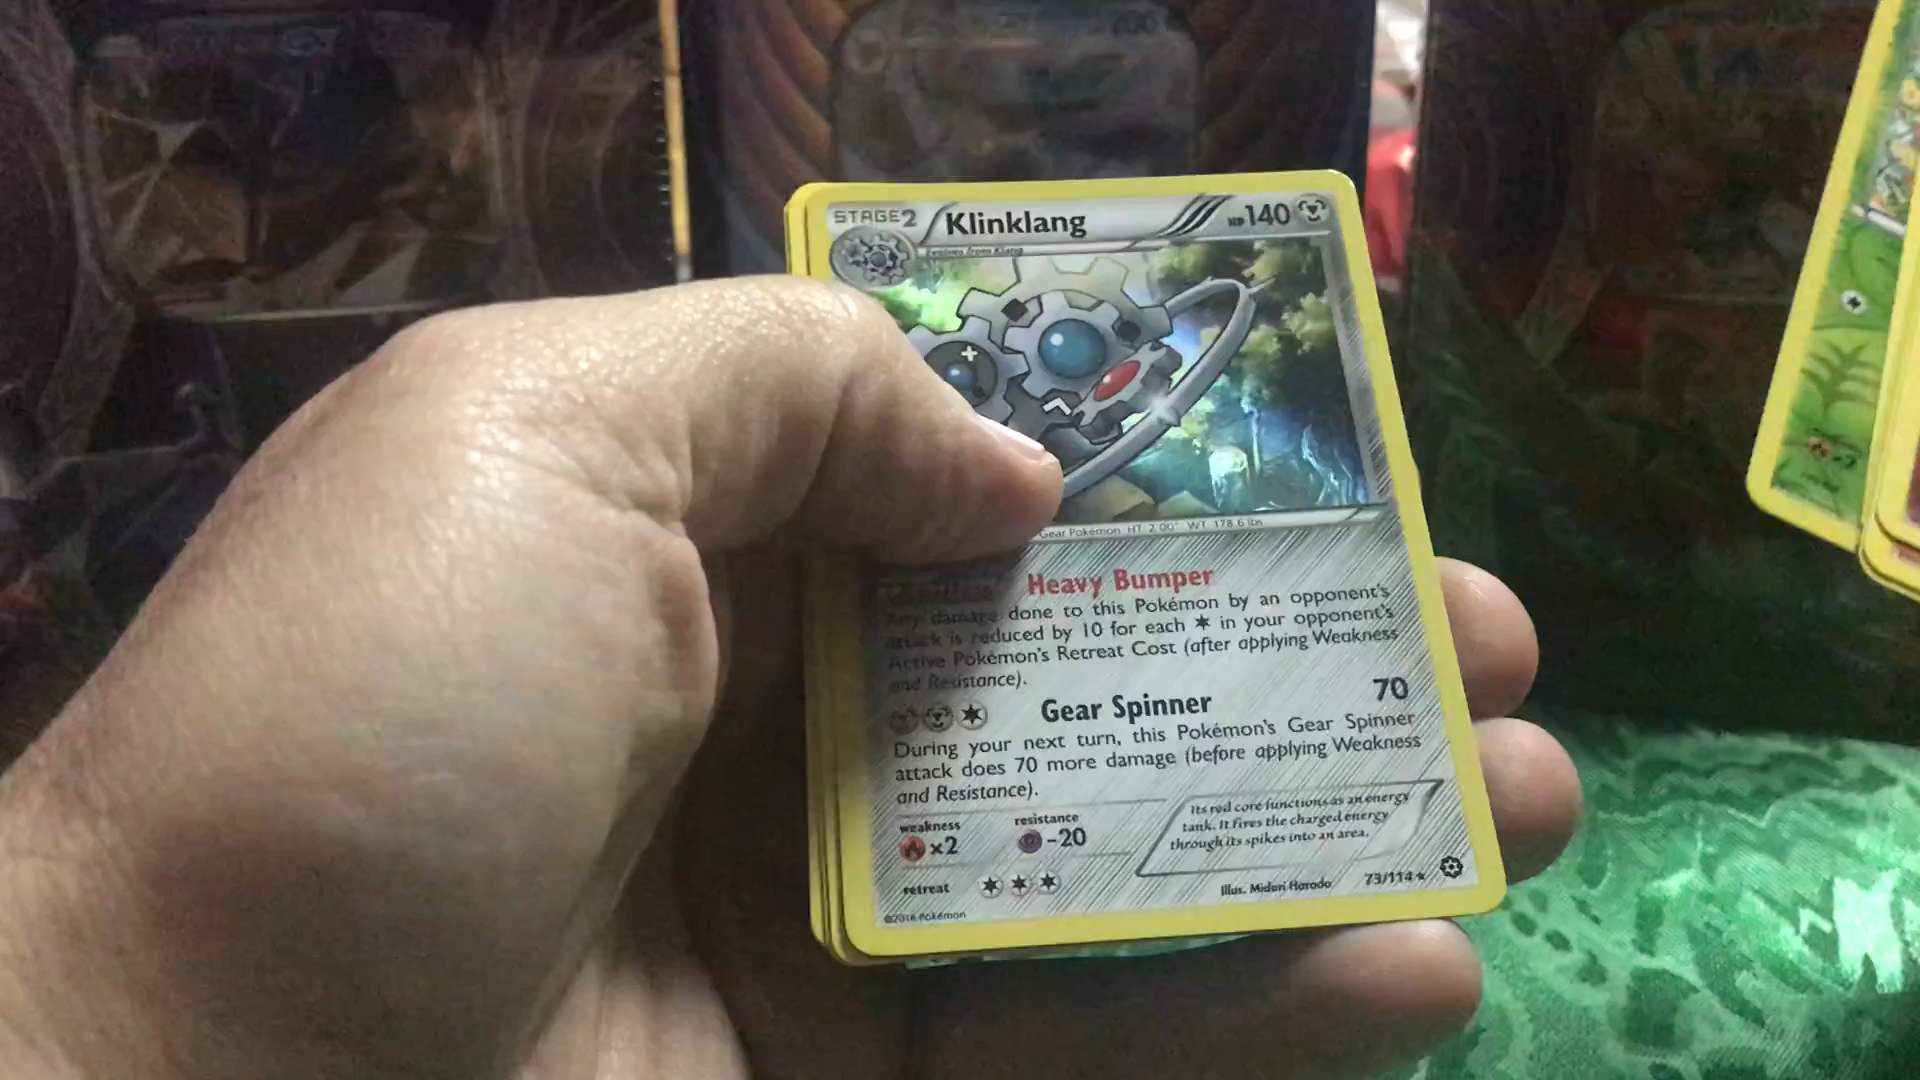 STAGE2 Klinklang HP140
Evolves from Klang
Gear Pokémon HT 2'00" WT 178.6 lbs
Heavy Bumper
Any damage done to this Pokémon by an opponent's
attack is reduced by 10 for each in your opponent's
Active Pokémon's Retreat Cost (after applying Weakness
and Resistance).
Gear Spinner 70
During your next turn, this Pokémon's Gear Spinner
attack does 70 more damage (before applying Weakness
and Resistance).
weakness resistance
×2 -20
Its red core functions as an energy
tank. It fires the charged energy
through its spikes into an area.
retreat
Illus. Midori Harada 73/114★
©2016 Pokémon